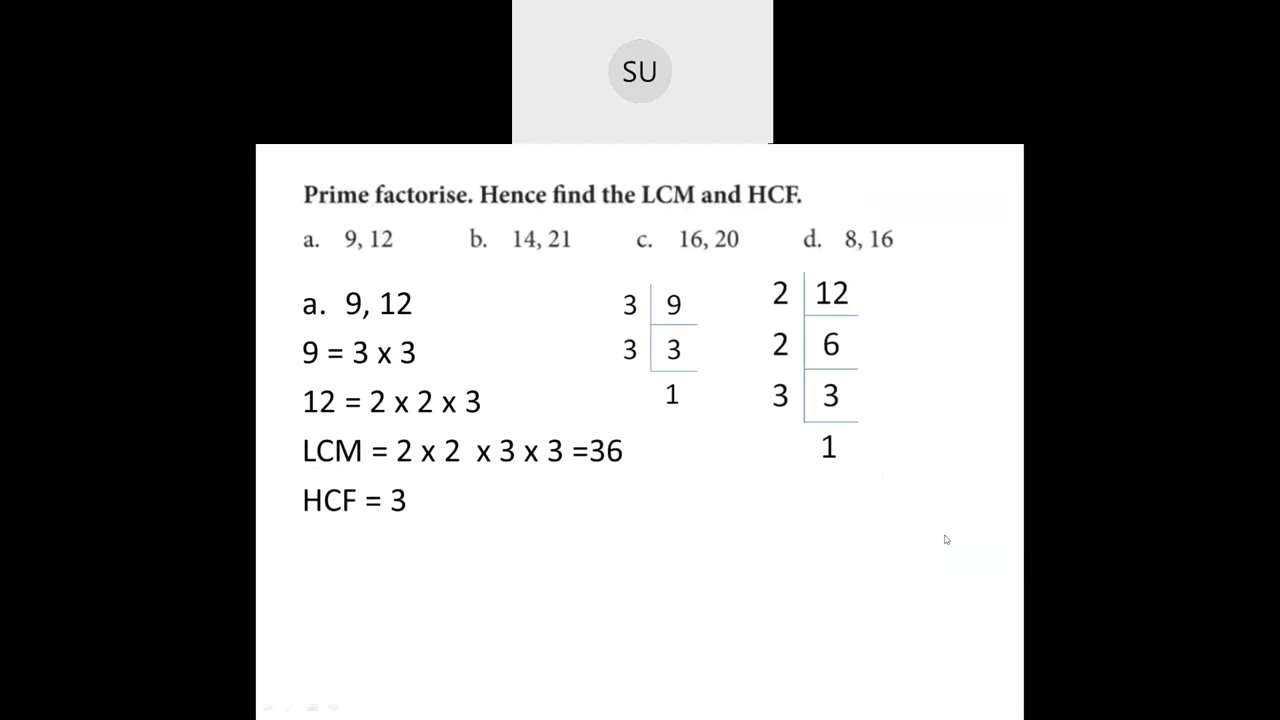 SU
Prime factorise. Hence find the LCM and HCF.
a. 9, 12 b. 14, 21 c. 16, 20 d. 8, 16
a. 9, 12
9 = 3 x 3
12 = 2 x 2 x 3
LCM = 2 x 2 x 3 x 3 =36
HCF = 3
3 9
3 3
1
2 12
2 6
3 3
1